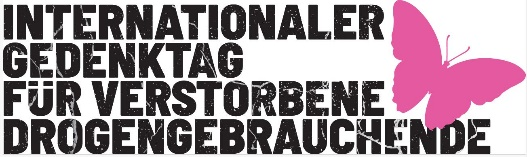 INTERNATIONALER
GEDENKTAG
FÜR VERSTORBENE
DROGENGEBRAUCHENDE